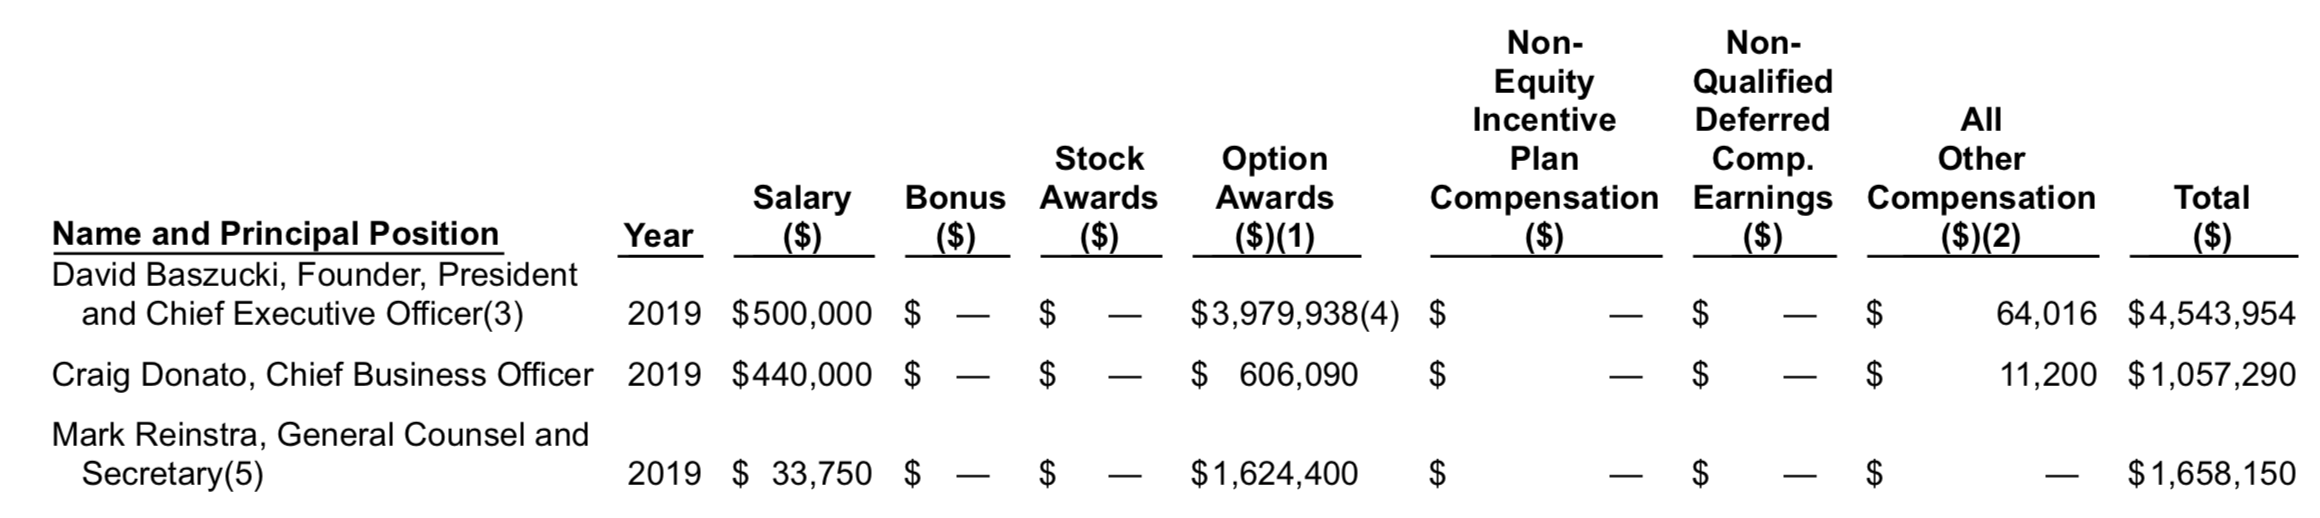 Non- Non-
Equity Qualified
Incentive Deferred All
Stock Option Plan Comp. Other
Salary Bonus Awards Awards Compensation Earnings Compensation Total
Name and Principal Position Year ($) ($) ($) ($)(1) ($) ($) ($)(2) ($)
David Baszucki, Founder, President
and Chief Executive Officer(3) 2019 $500,000 $ — $ — $3,979,938(4) $ — $ — $ 64,016 $4,543,954
Craig Donato, Chief Business Officer 2019 $440,000 $ — $ — $ 606,090 $ — $ — $ 11,200 $1,057,290
Mark Reinstra, General Counsel and
Secretary(5) 2019 $ 33,750 $ — $ — $1,624,400 $ — $ — $ — $1,658,150